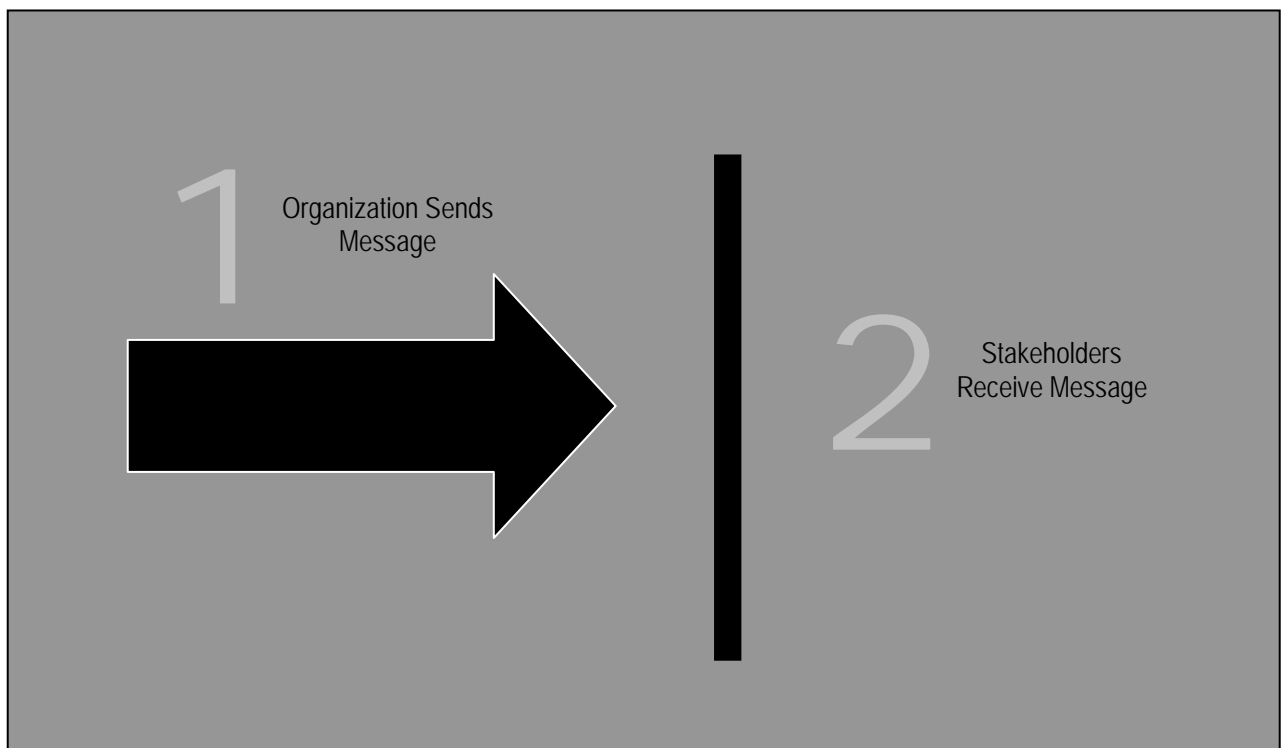 1
Organization Sends
Message
2
Stakeholders
Receive Message